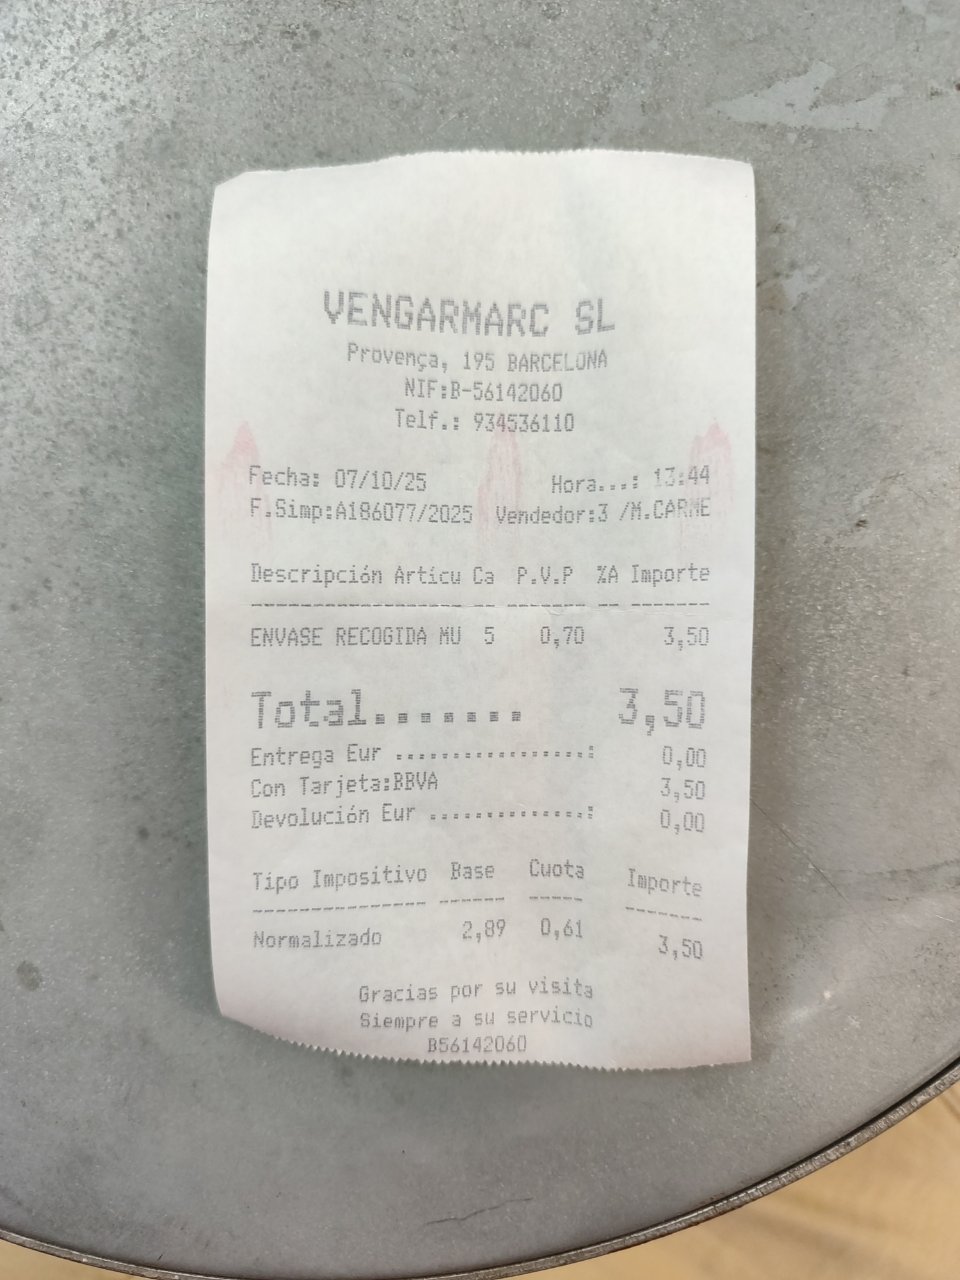 VENGARMARC SL
Provença, 195 BARCELONA
NIF:B-56142060
Telf.: 934536110
Fecha: 07/10/25 Hora...: 13:44
F.Simp:A186077/2025 Vendedor:3 /M.CARME
Descripción Artícu Ca P.V.P %A Importe
------------------ -- ------- -- -------
ENVASE RECOGIDA MU 5 0,70 3,50
Total....... 3,50
Entrega Eur .................: 0,00
Con Tarjeta:BBVA 3,50
Devolución Eur ..............: 0,00
Tipo Impositivo Base Cuota Importe
---------------- ------ ----- -------
Normalizado 2,89 0,61 3,50
Gracias por su visita
Siempre a su servicio
B56142060